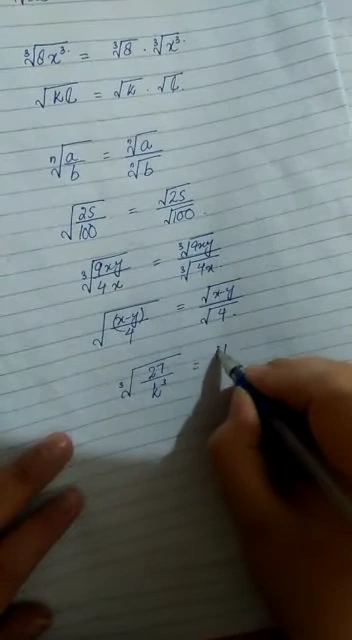 ∛8x³ = ∛8 · ∛x³
√kl = √k · √l
ⁿ√(a/b) = ⁿ√a / ⁿ√b
√(25/100) = √25 / √100
∛(9xy/4x) = ∛9xy / ∛4x
√((x-y)/4) = √x-y / √4
∛(27/k³) =